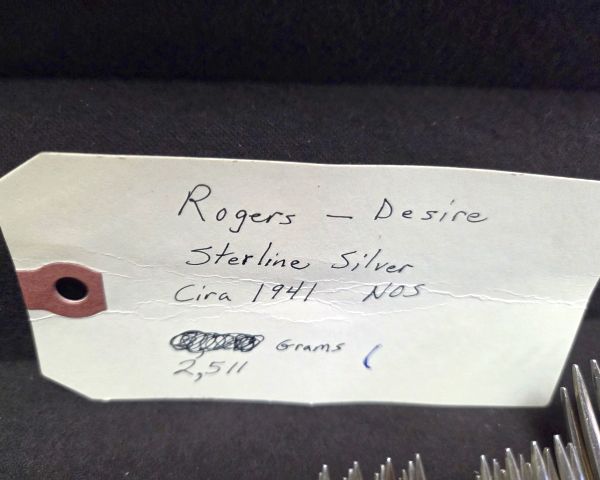 Rogers — Desire
Sterline Silver
Cira 1941 NOS
Grams
2,511